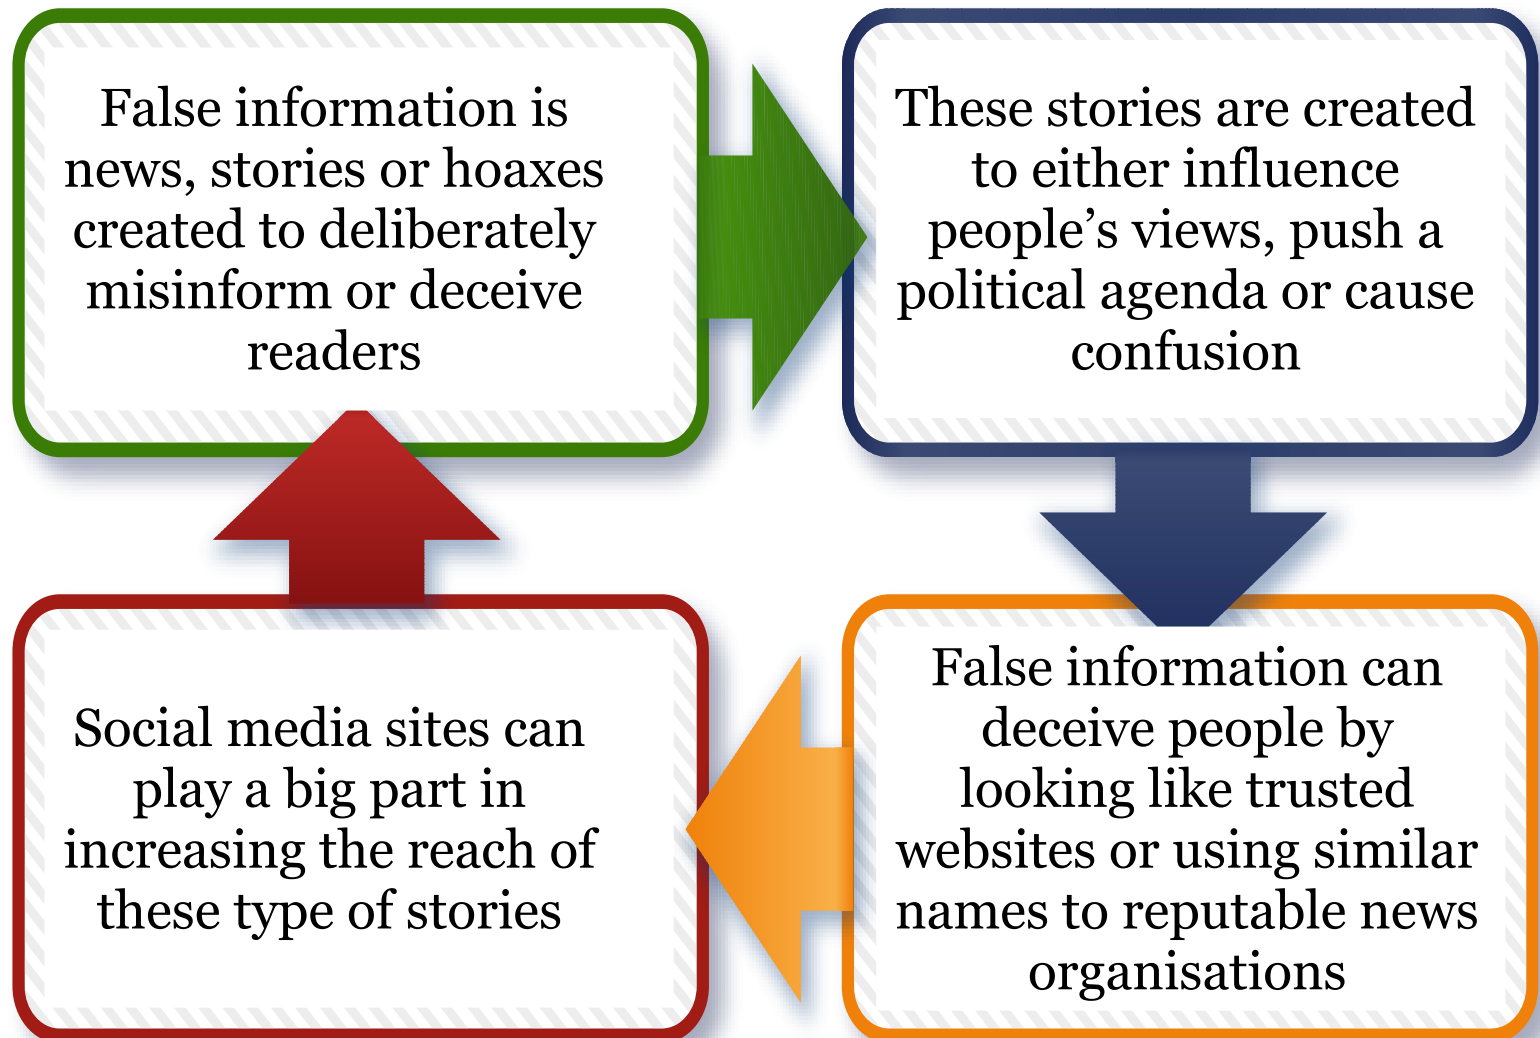 False information is
news, stories or hoaxes
created to deliberately
misinform or deceive
readers
These stories are created
to either influence
people’s views, push a
political agenda or cause
confusion
False information can
deceive people by
looking like trusted
websites or using similar
names to reputable news
organisations
Social media sites can
play a big part in
increasing the reach of
these type of stories